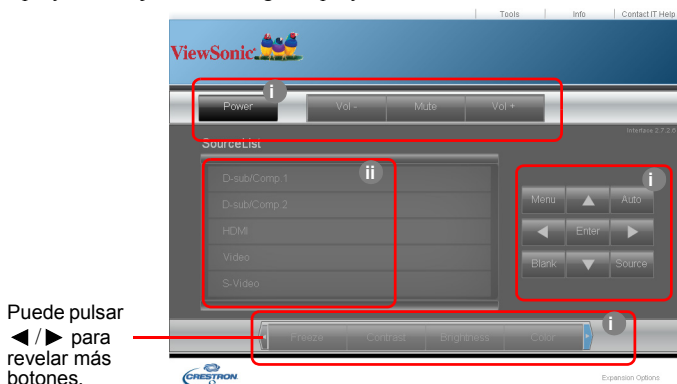 Tools Info Contact IT Help
ViewSonic
i
Power Vol - Mute Vol +
Interface 2.7.2.6
SourceList
ii
i
D-sub/Comp.1
D-sub/Comp.2
HDMI
Video
S-Video
Menu Auto
Enter
Blank Source
Puede pulsar
◀ / ▶ para
revelar más
botones.
i
Freeze Contrast Brightness Color
CRESTRON
Expansion Options